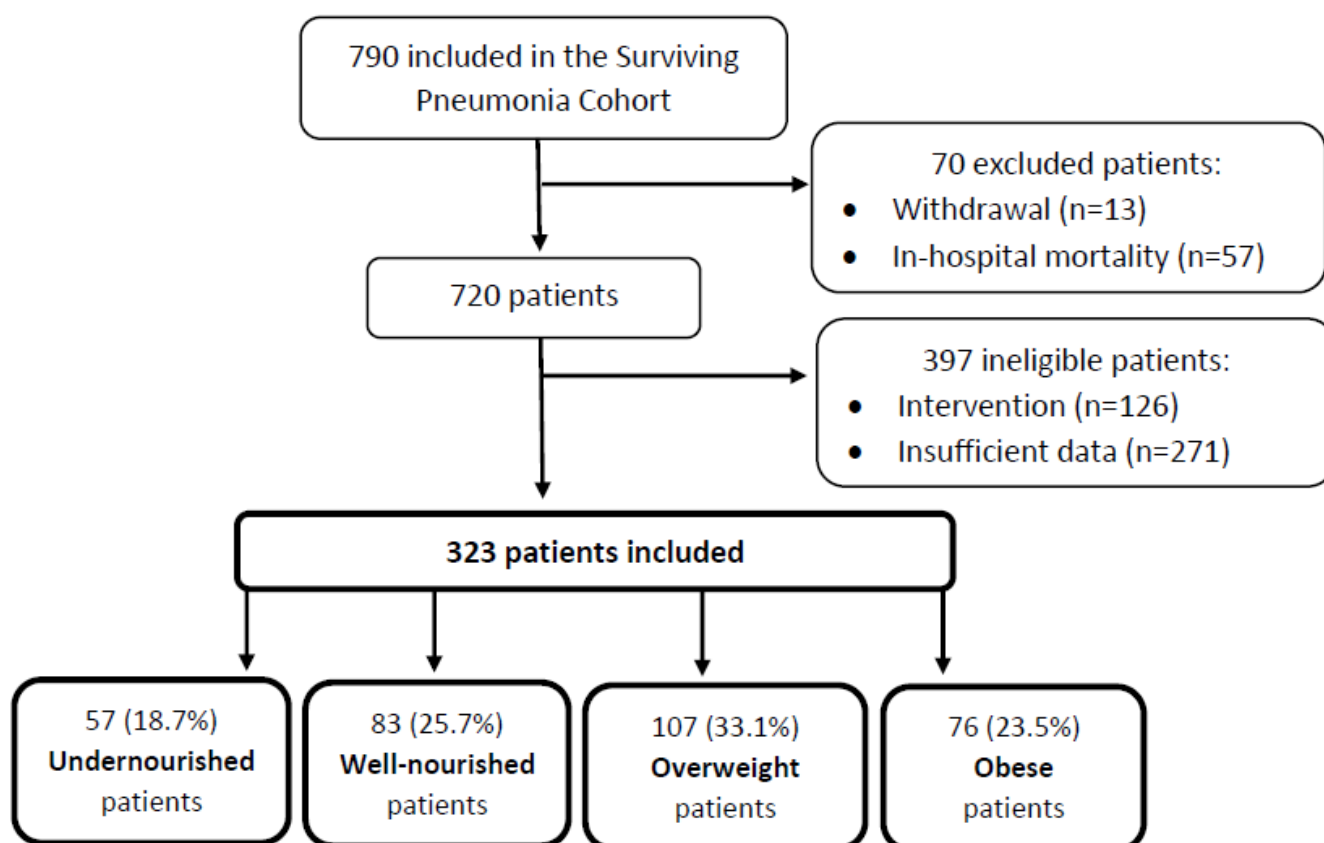 790 included in the Surviving
Pneumonia Cohort
70 excluded patients:
• Withdrawal (n=13)
• In-hospital mortality (n=57)
720 patients
397 ineligible patients:
• Intervention (n=126)
• Insufficient data (n=271)
323 patients included
57 (18.7%)
Undernourished
patients
83 (25.7%)
Well-nourished
patients
107 (33.1%)
Overweight
patients
76 (23.5%)
Obese
patients